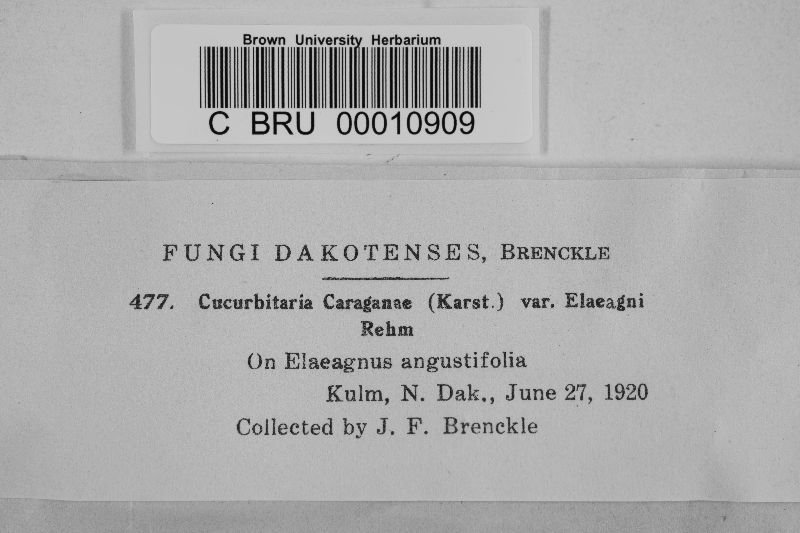 Brown University Herbarium
C BRU 00010909
FUNGI DAKOTENSES, BRENCKLE
477. Cucurbitaria Caraganae (Karst.) var. Elaeagni
Rehm
On Elaeagnus angustifolia
Kulm, N. Dak., June 27, 1920
Collected by J. F. Brenckle